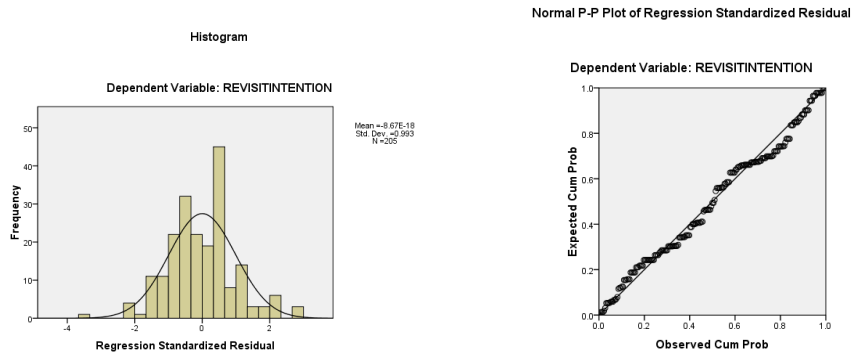 Histogram
Dependent Variable: REVISITINTENTION
Mean =-8.67E-18
Std. Dev. =0.993
N =205
Frequency
50
40
30
20
10
0
-4
-2
0
2
Regression Standardized Residual
Normal P-P Plot of Regression Standardized Residual
Dependent Variable: REVISITINTENTION
Expected Cum Prob
1.0
0.8
0.6
0.4
0.2
0.0
0.0
0.2
0.4
0.6
0.8
1.0
Observed Cum Prob